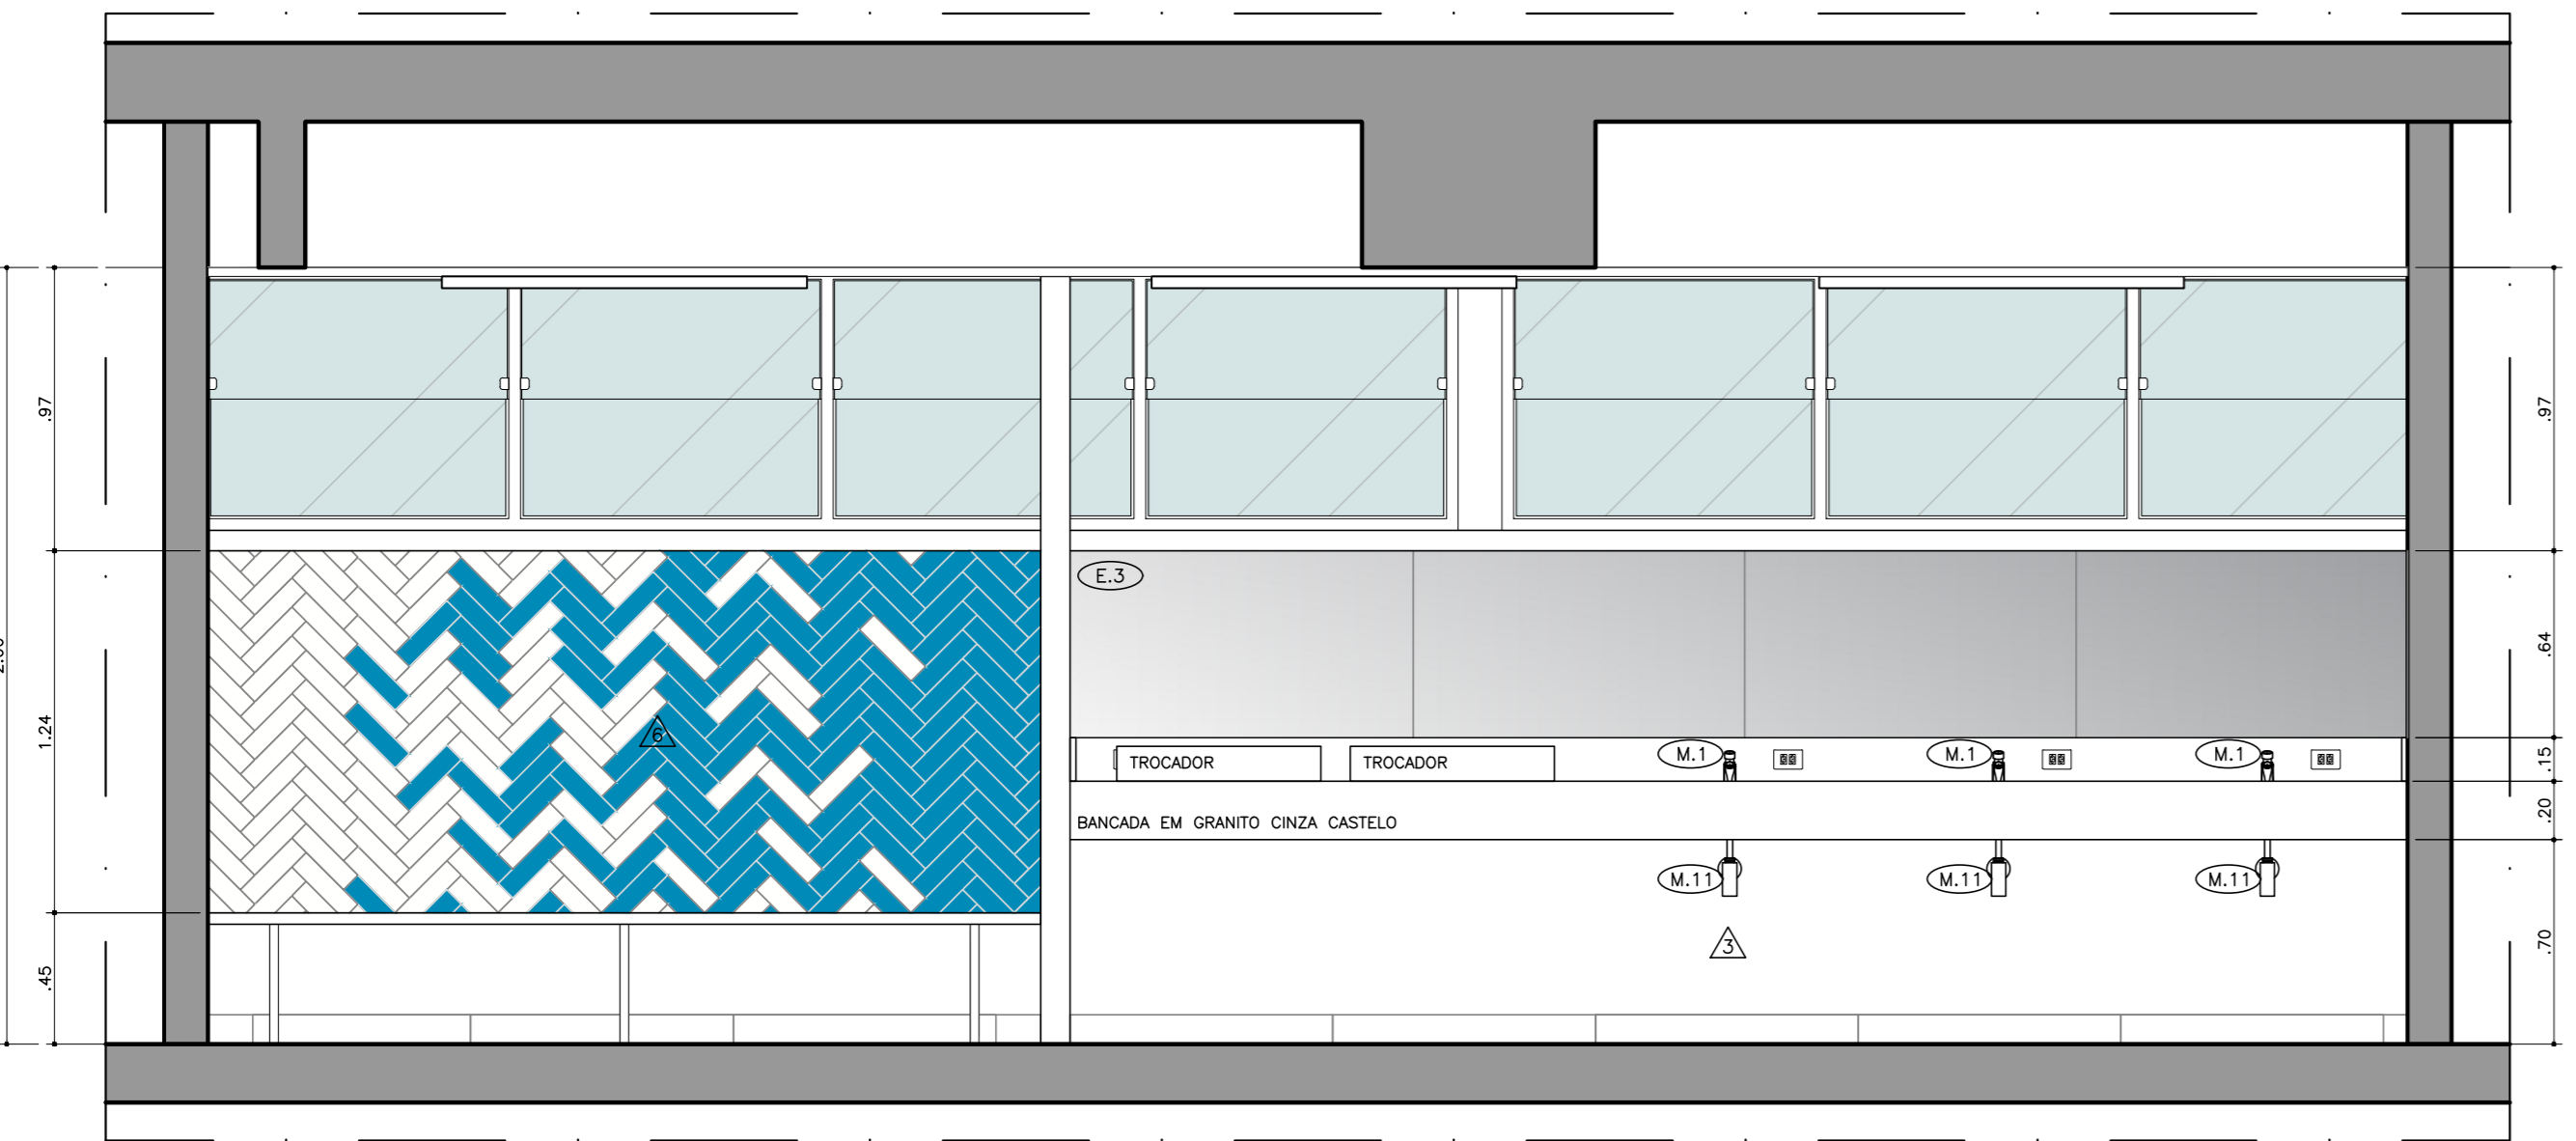 .97
1.24
.45
6
E.3
TROCADOR
TROCADOR
M.1
M.1
M.1
BANCADA EM GRANITO CINZA CASTELO
M.11
M.11
M.11
3
.97
.64
.15
.20
.70